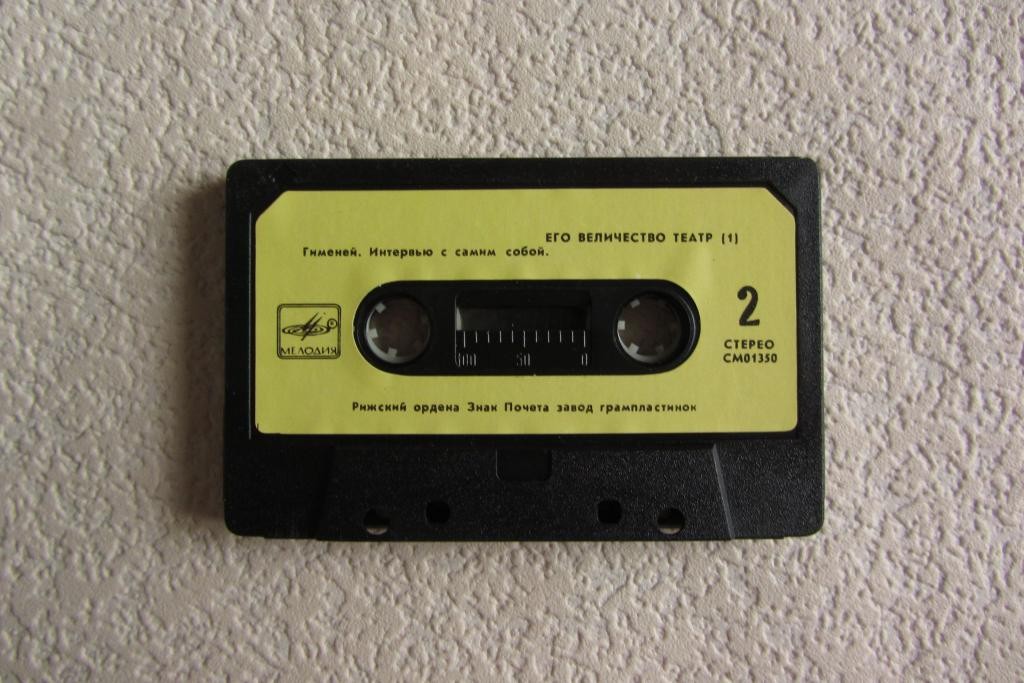 ЕГО ВЕЛИЧЕСТВО ТЕАТР (1)
Гименей. Интервью с самим собой.
МЕЛОДИЯ
2
СТЕРЕО
СМ01350
100 50 0
Рижский ордена Знак Почета завод грампластинок